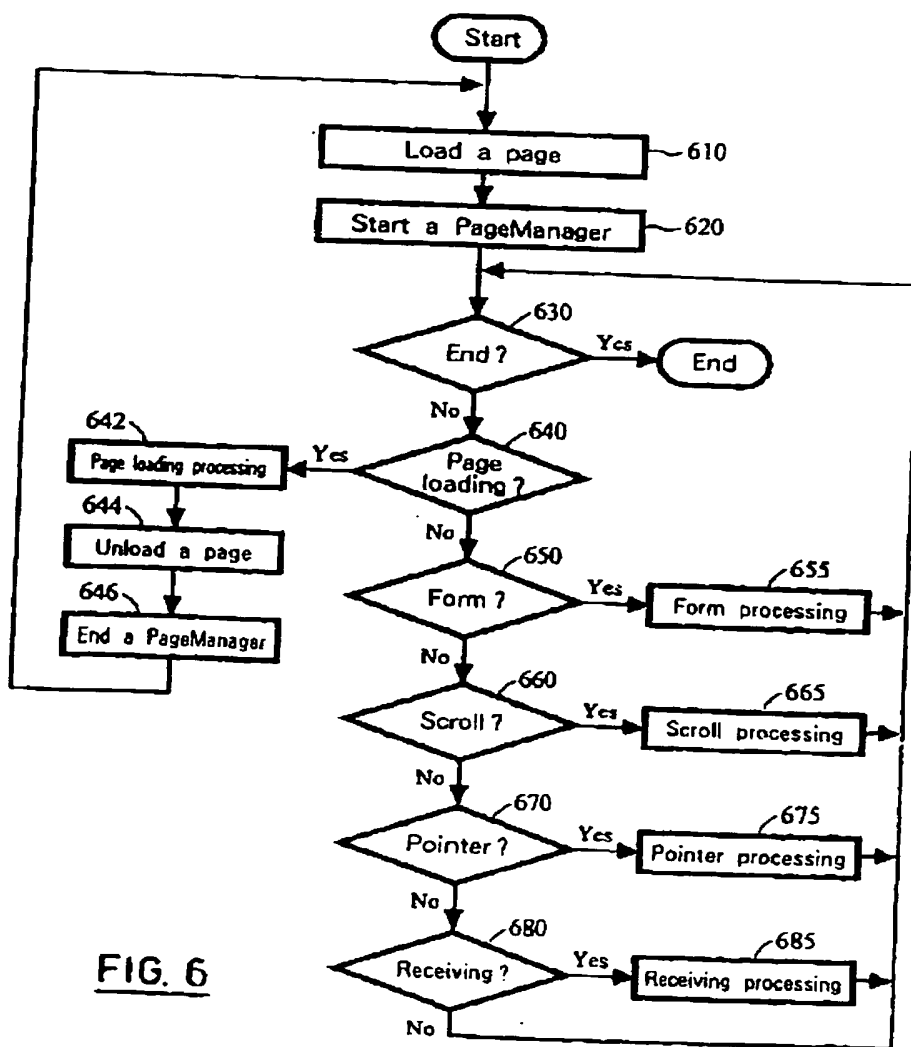 Start
Load a page
610
Start a PageManager
620
630
End?
Yes
End
No
640
Page
loading?
Yes
642
Page loading processing
644
Unload a page
646
End a PageManager
No
650
Form?
Yes
655
Form processing
No
660
Scroll?
Yes
665
Scroll processing
No
670
Pointer?
Yes
675
Pointer processing
No
680
Receiving?
Yes
685
Receiving processing
No
FIG. 6